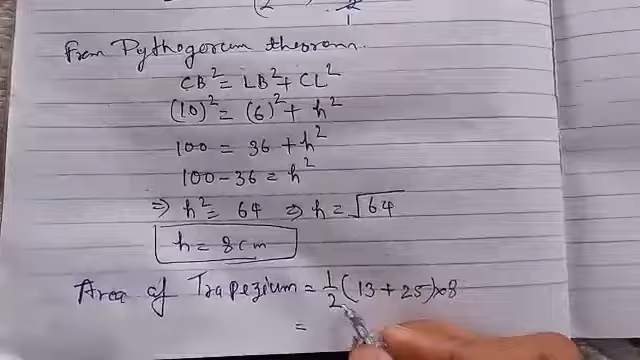 From Pythogorum theorem.
CB² = LB² + CL²
(10)² = (6)² + h²
100 = 36 + h²
100 - 36 = h²
⇒ h² = 64 ⇒ h = √64
h = 8 cm
Area of Trapezium = 1/2 (13 + 25) × 8
=